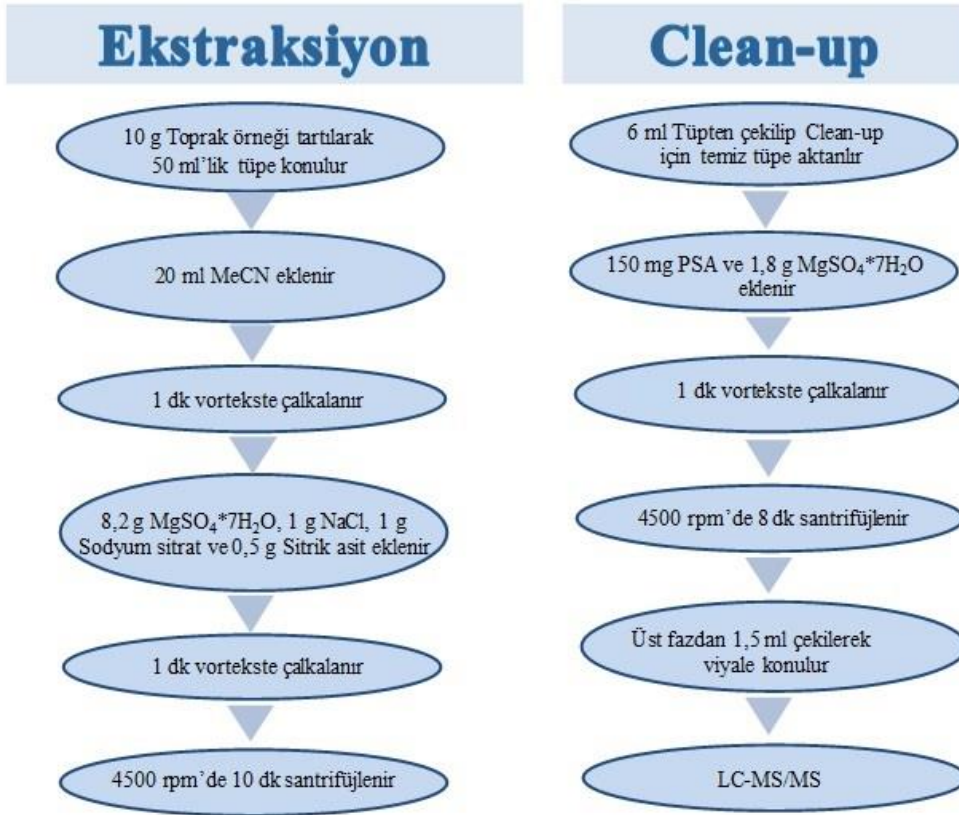 Ekstraksiyon
10 g Toprak örneği tartılarak
50 ml’lik tüpe konulur
20 ml MeCN eklenir
1 dk vortekste çalkalanır
8,2 g MgSO₄*7H₂O, 1 g NaCl, 1 g
Sodyum sitrat ve 0,5 g Sitrik asit eklenir
1 dk vortekste çalkalanır
4500 rpm’de 10 dk santrifüjlenir
Clean-up
6 ml Tüpten çekilip Clean-up
için temiz tüpe aktarılır
150 mg PSA ve 1,8 g MgSO₄*7H₂O
eklenir
1 dk vortekste çalkalanır
4500 rpm’de 8 dk santrifüjlenir
Üst fazdan 1,5 ml çekilerek
viyale konulur
LC-MS/MS